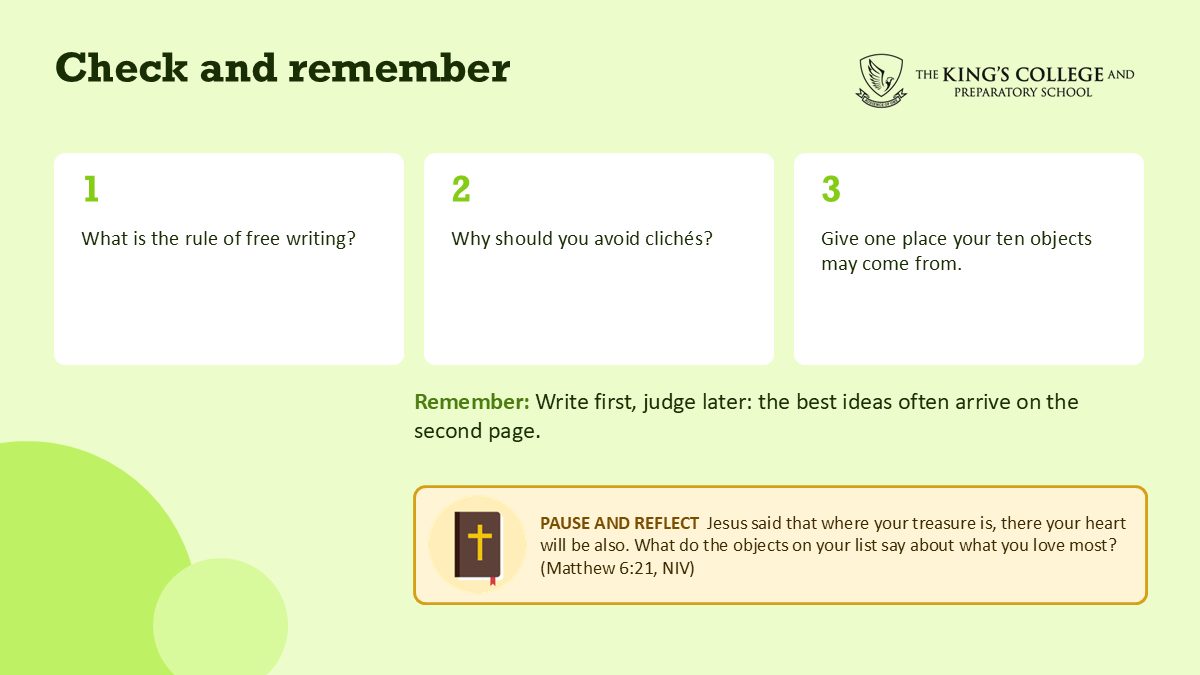 Check and remember
THE KING'S COLLEGE AND
PREPARATORY SCHOOL
1
What is the rule of free writing?
2
Why should you avoid clichés?
3
Give one place your ten objects
may come from.
Remember: Write first, judge later: the best ideas often arrive on the
second page.
PAUSE AND REFLECT Jesus said that where your treasure is, there your heart
will be also. What do the objects on your list say about what you love most?
(Matthew 6:21, NIV)